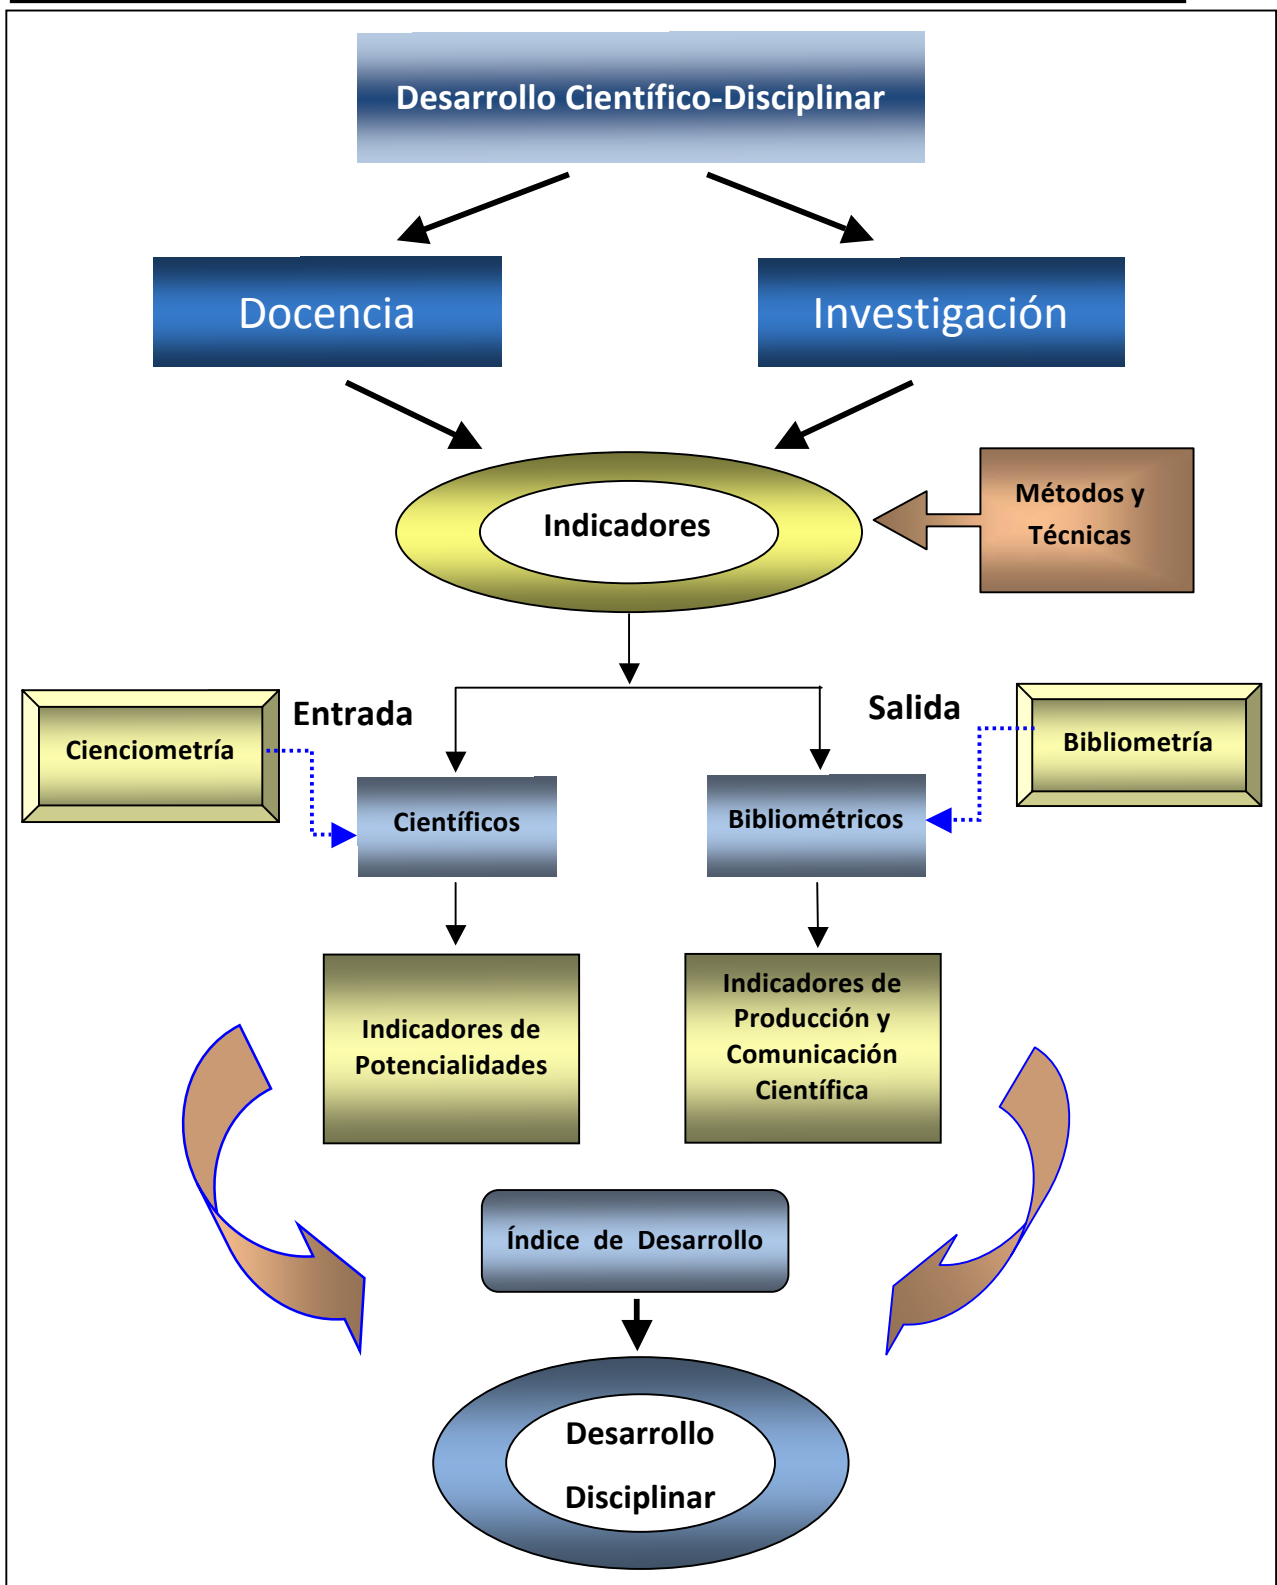 Desarrollo Científico-Disciplinar
Docencia
Investigación
Indicadores
Métodos y
Técnicas
Entrada
Salida
Cienciometría
Bibliometría
Científicos
Bibliométricos
Indicadores de
Potencialidades
Indicadores de
Producción y
Comunicación
Científica
Índice de Desarrollo
Desarrollo
Disciplinar